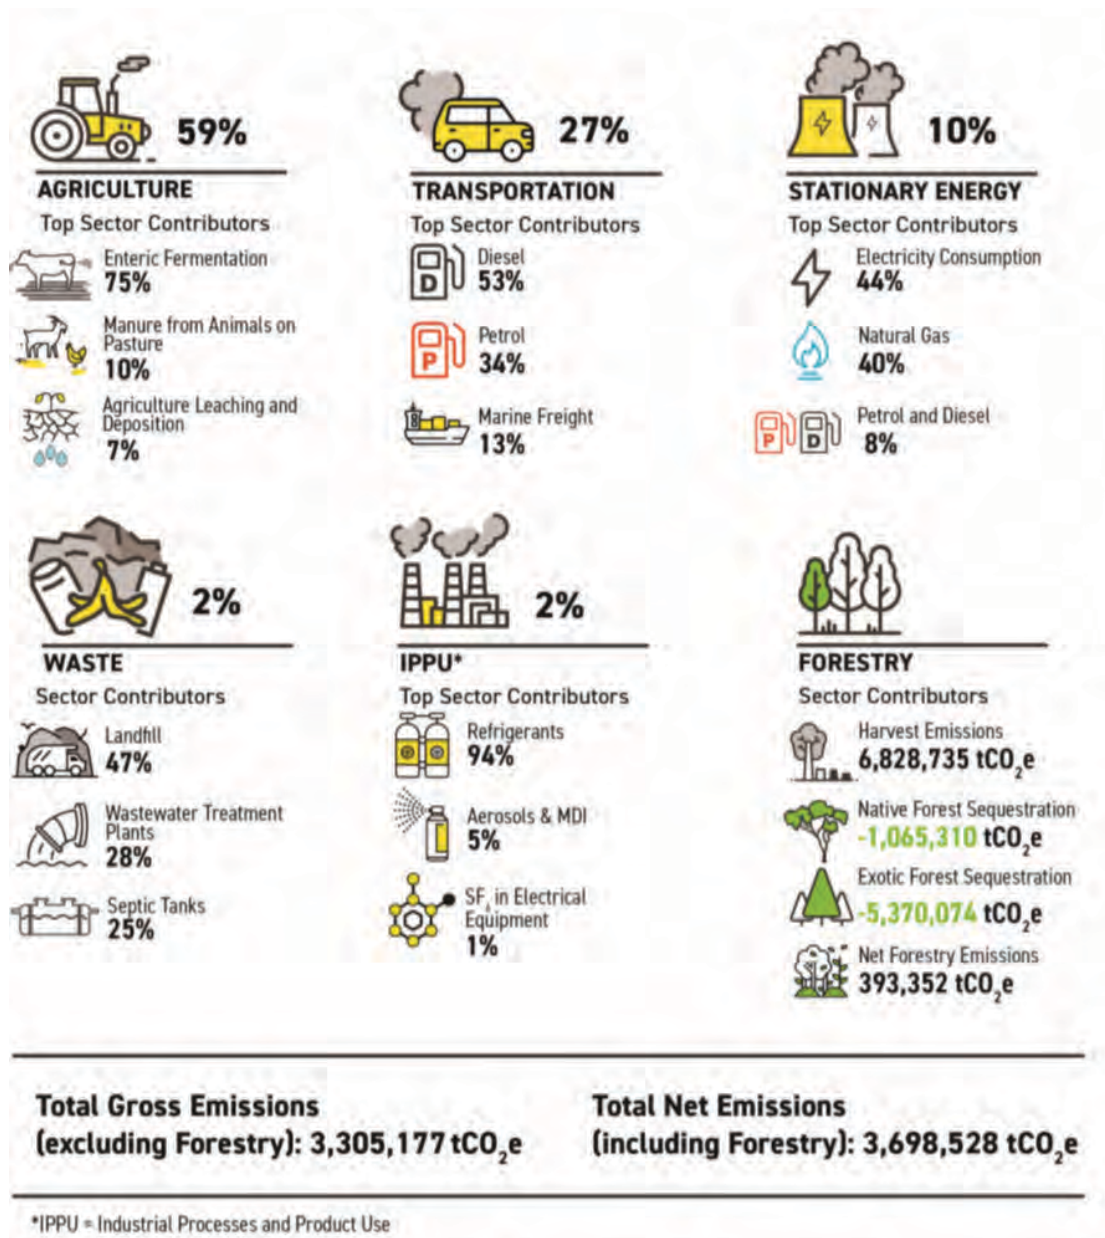 59%
AGRICULTURE
Top Sector Contributors
Enteric Fermentation
75%
Manure from Animals on
Pasture
10%
Agriculture Leaching and
Deposition
7%
27%
TRANSPORTATION
Top Sector Contributors
D
Diesel
53%
P
Petrol
34%
Marine Freight
13%
10%
STATIONARY ENERGY
Top Sector Contributors
Electricity Consumption
44%
Natural Gas
40%
P D
Petrol and Diesel
8%
2%
WASTE
Sector Contributors
Landfill
47%
Wastewater Treatment
Plants
28%
Septic Tanks
25%
2%
IPPU*
Top Sector Contributors
Refrigerants
94%
Aerosols & MDI
5%
SF₆ in Electrical
Equipment
1%
FORESTRY
Sector Contributors
Harvest Emissions
6,828,735 tCO₂e
Native Forest Sequestration
-1,065,310 tCO₂e
Exotic Forest Sequestration
-5,370,074 tCO₂e
Net Forestry Emissions
393,352 tCO₂e
Total Gross Emissions
(excluding Forestry): 3,305,177 tCO₂e
Total Net Emissions
(including Forestry): 3,698,528 tCO₂e
*IPPU = Industrial Processes and Product Use